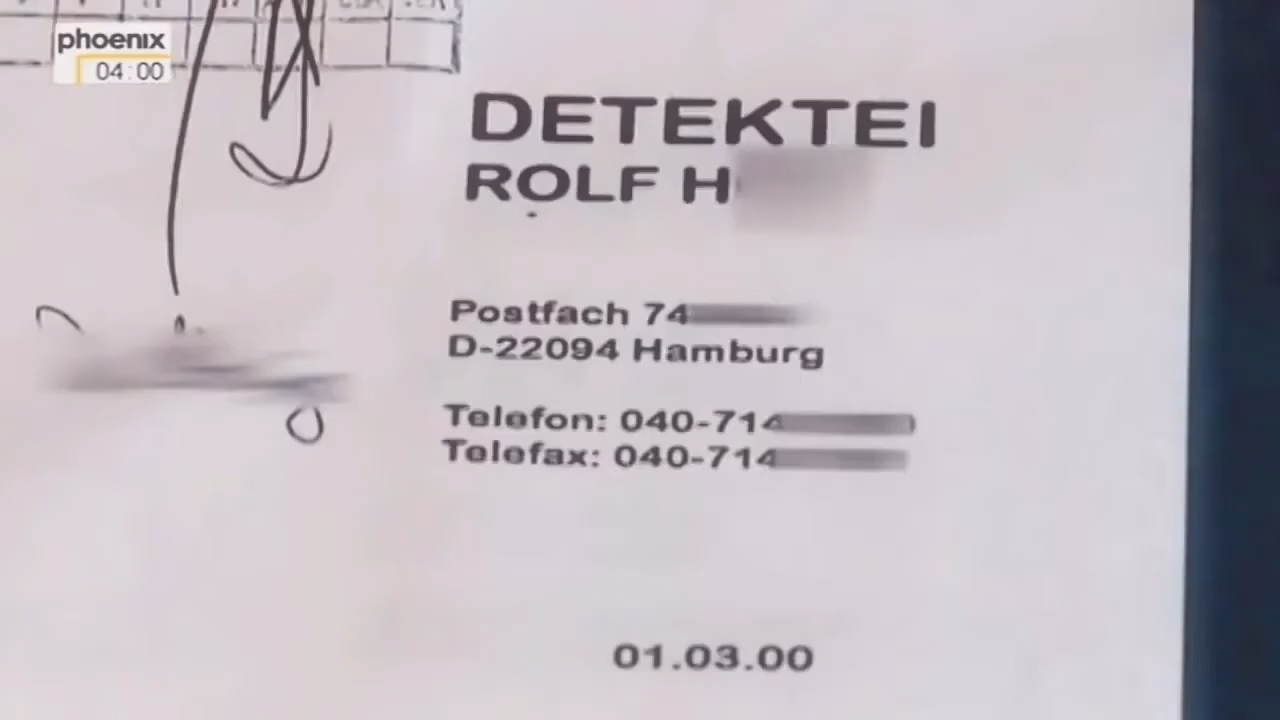 phoenix
04:00
DETEKTEI
ROLF H
Postfach 74
D-22094 Hamburg
Telefon: 040-714
Telefax: 040-714
01.03.00